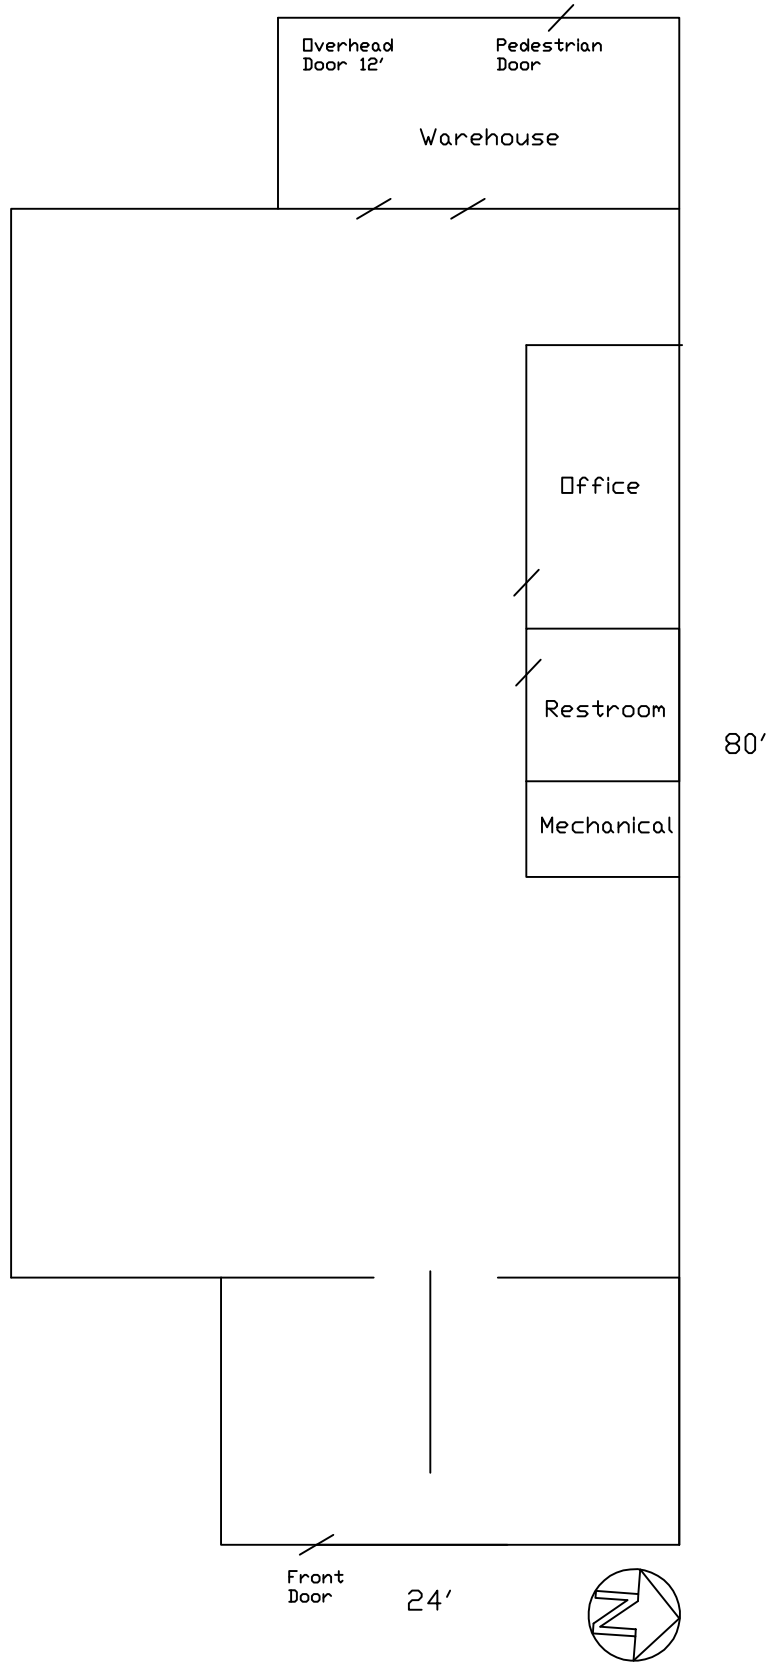 Overhead
Door 12'
Pedestrian
Door
Warehouse
Office
Restroom
80'
Mechanical
Front
Door
24'
N